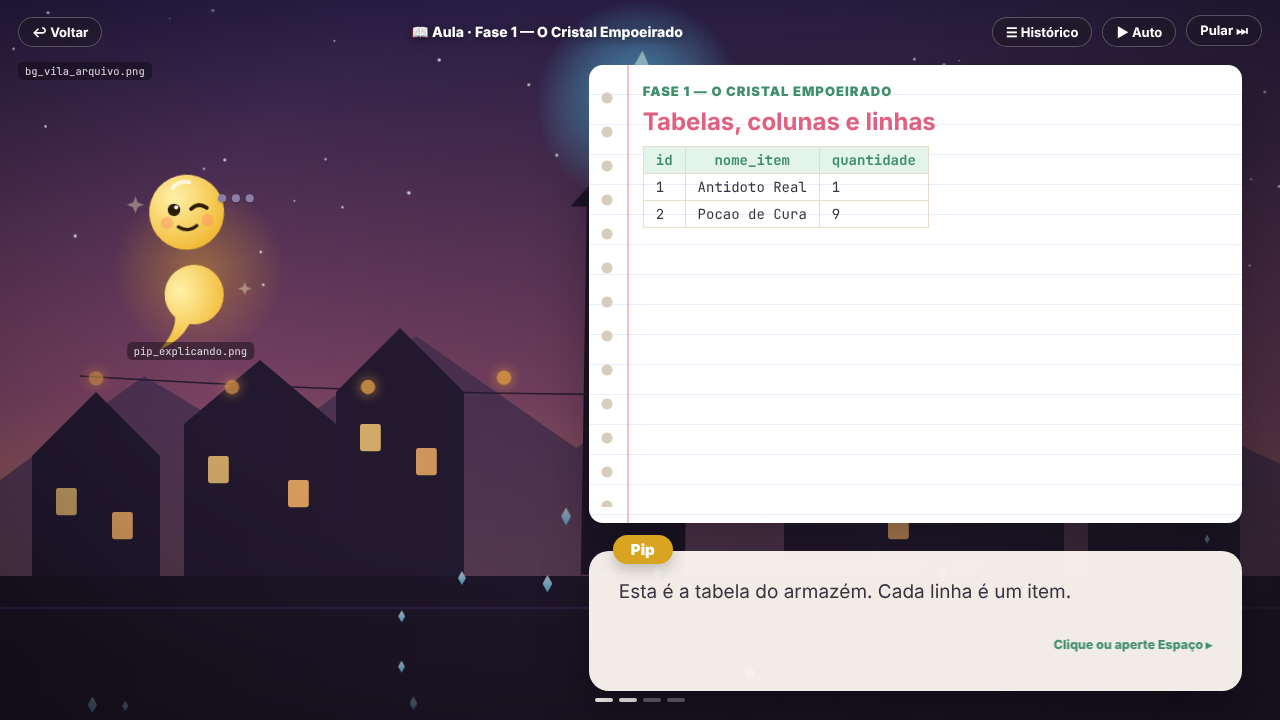 ↩ Voltar
📖 Aula · Fase 1 — O Cristal Empoeirado
☰ Histórico
▶ Auto
Pular ⏭
bg_vila_arquivo.png
FASE 1 — O CRISTAL EMPOEIRADO
Tabelas, colunas e linhas
id nome_item quantidade
1 Antidoto Real 1
2 Pocao de Cura 9
pip_explicando.png
Pip
Esta é a tabela do armazém. Cada linha é um item.
Clique ou aperte Espaço ▸